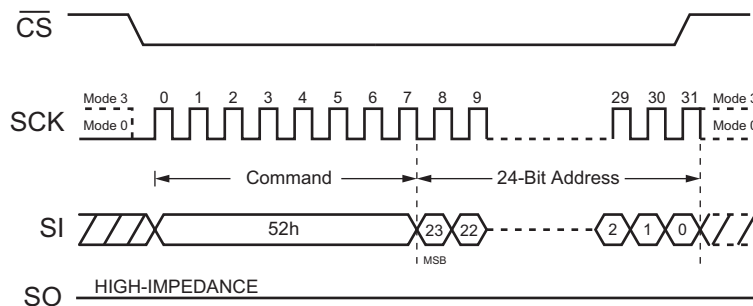 CS
Mode 3 0 1 2 3 4 5 6 7 8 9 29 30 31 Mode 3
SCK
Mode 0 Mode 0
Command 24-Bit Address
SI 52h 23 22 2 1 0
MSB
HIGH-IMPEDANCE
SO